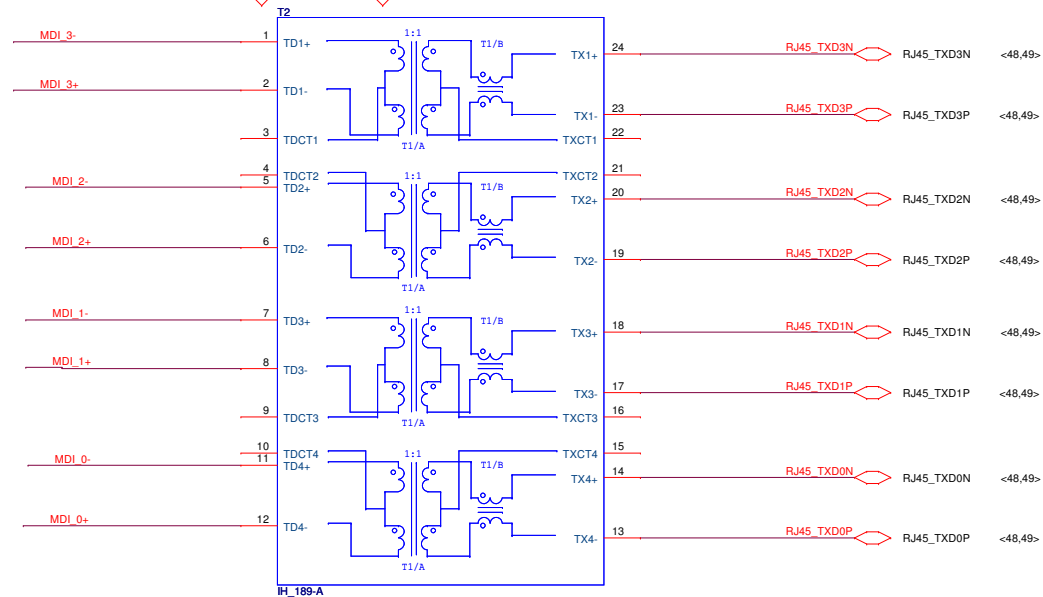 T2
MDI_3- 1 TD1+ 1:1 T1/B TX1+ 24 RJ45_TXD3N RJ45_TXD3N <48,49>
MDI_3+ 2 TD1- TX1- 23 RJ45_TXD3P RJ45_TXD3P <48,49>
3 TDCT1 T1/A TXCT1 22
4 TDCT2 1:1 TXCT2 21
MDI_2- 5 TD2+ T1/B TX2+ 20 RJ45_TXD2N RJ45_TXD2N <48,49>
MDI_2+ 6 TD2- TX2- 19 RJ45_TXD2P RJ45_TXD2P <48,49>
T1/A
MDI_1- 7 TD3+ 1:1 T1/B TX3+ 18 RJ45_TXD1N RJ45_TXD1N <48,49>
MDI_1+ 8 TD3- TX3- 17 RJ45_TXD1P RJ45_TXD1P <48,49>
9 TDCT3 T1/A TXCT3 16
10 TDCT4 1:1 TXCT4 15
MDI_0- 11 TD4+ T1/B TX4+ 14 RJ45_TXD0N RJ45_TXD0N <48,49>
MDI_0+ 12 TD4- TX4- 13 RJ45_TXD0P RJ45_TXD0P <48,49>
T1/A
IH_189-A